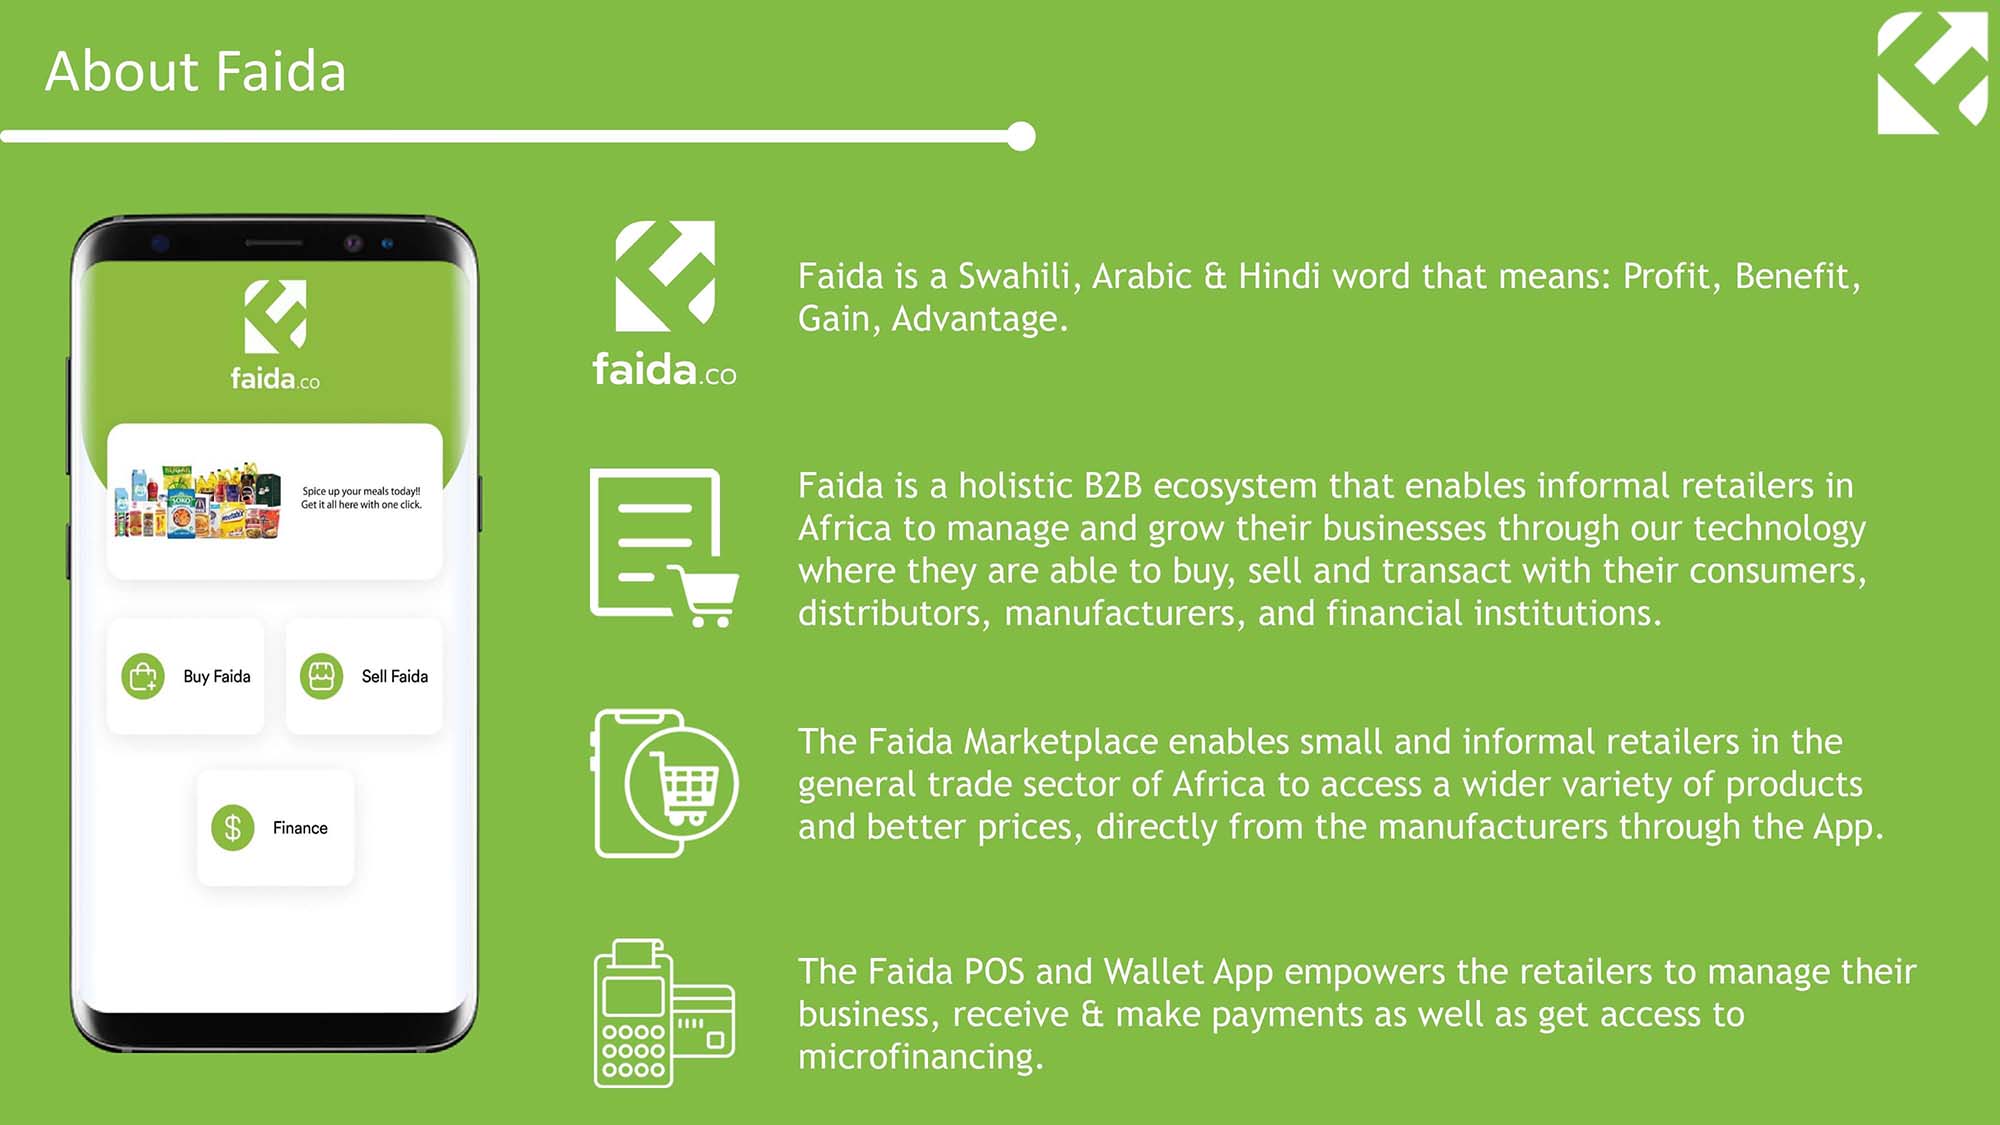 About Faida
faida.co
Spice up your meals today!!
Get it all here with one click.
Buy Faida
Sell Faida
Finance
faida.co
Faida is a Swahili, Arabic & Hindi word that means: Profit, Benefit,
Gain, Advantage.
Faida is a holistic B2B ecosystem that enables informal retailers in
Africa to manage and grow their businesses through our technology
where they are able to buy, sell and transact with their consumers,
distributors, manufacturers, and financial institutions.
The Faida Marketplace enables small and informal retailers in the
general trade sector of Africa to access a wider variety of products
and better prices, directly from the manufacturers through the App.
The Faida POS and Wallet App empowers the retailers to manage their
business, receive & make payments as well as get access to
microfinancing.